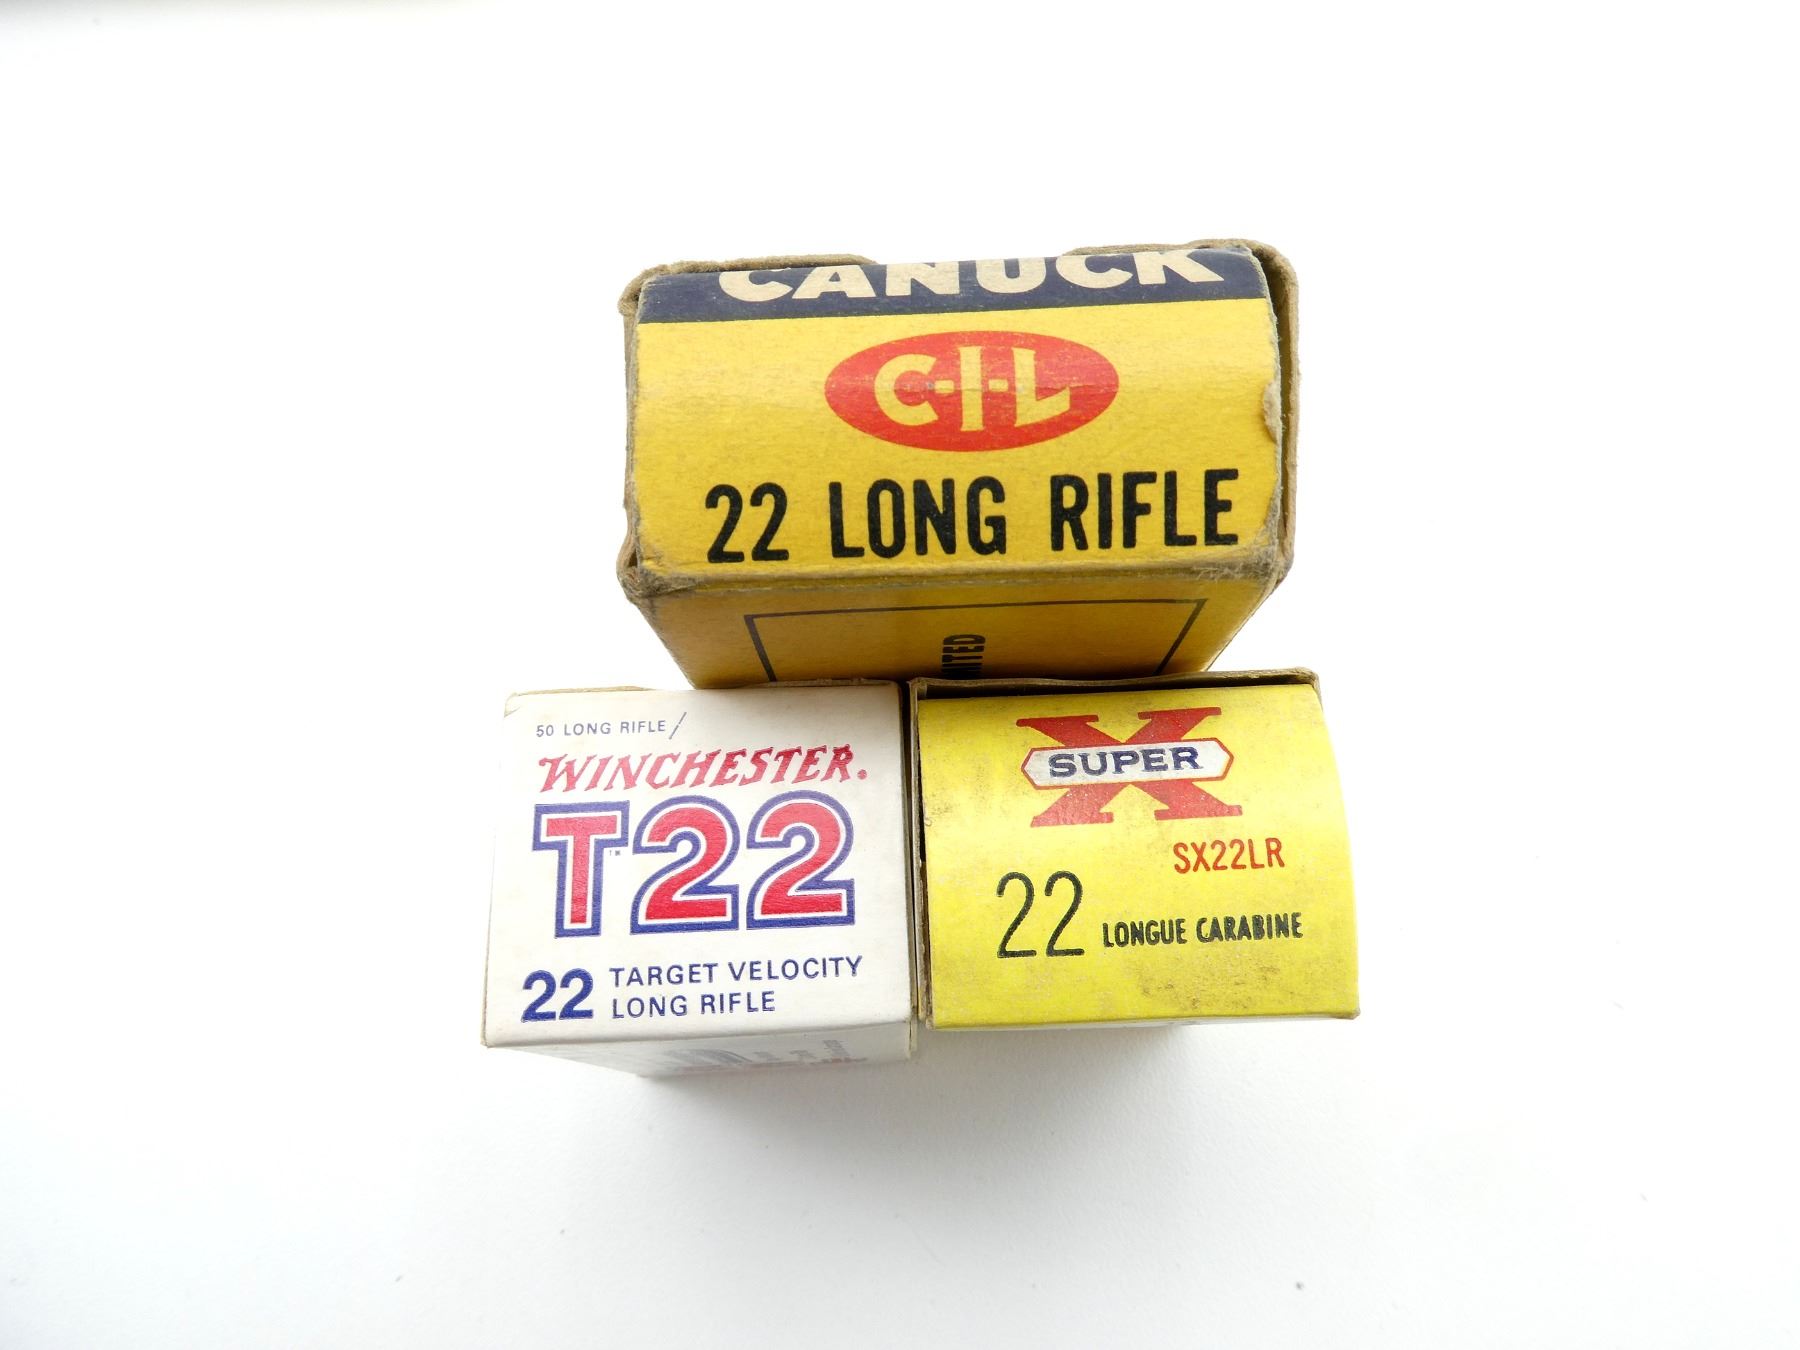 CANUCK
C-I-L
22 LONG RIFLE
50 LONG RIFLE/
WINCHESTER.
T22
22 TARGET VELOCITY
LONG RIFLE
X
SUPER
SX22LR
22 LONGUE CARABINE